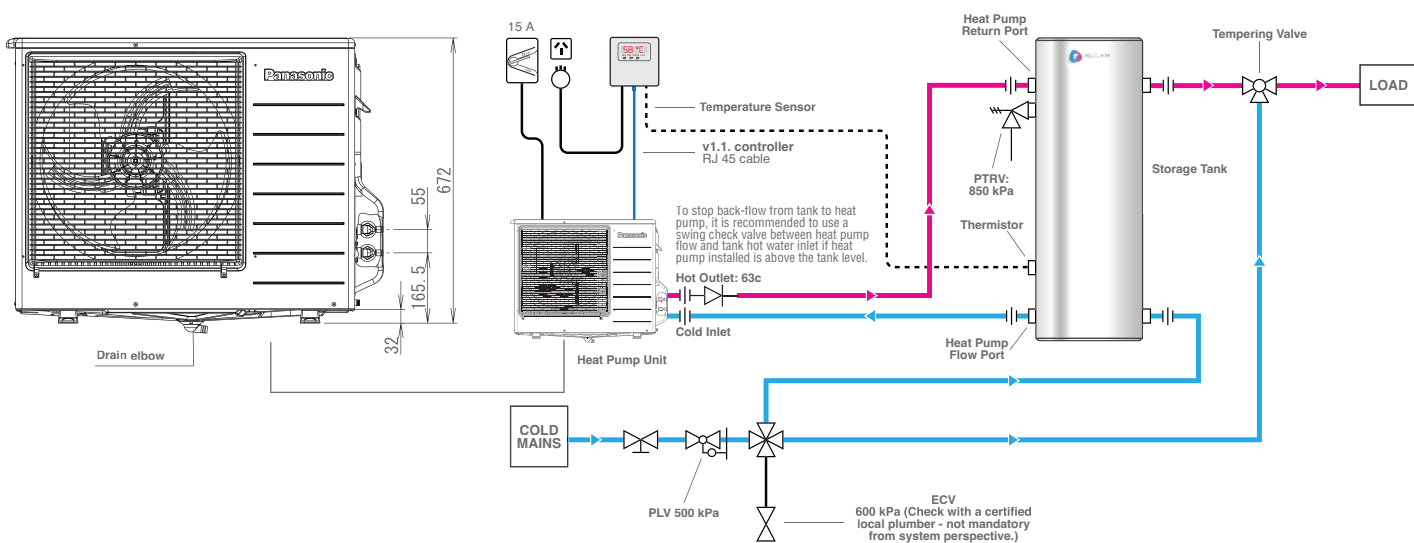 Panasonic
672
55
165.5
32
Drain elbow
15 A
58 °C
Temperature Sensor
v1.1. controller
RJ 45 cable
Panasonic
To stop back-flow from tank to heat
pump, it is recommended to use a
swing check valve between heat pump
flow and tank hot water inlet if heat
pump installed is above the tank level.
Hot Outlet: 63c
Cold Inlet
Heat Pump Unit
Heat Pump
Return Port
RECLAIM
PTRV:
850 kPa
Thermistor
Heat Pump
Flow Port
Storage Tank
Tempering Valve
LOAD
COLD
MAINS
PLV 500 kPa
ECV
600 kPa (Check with a certified
local plumber - not mandatory
from system perspective.)